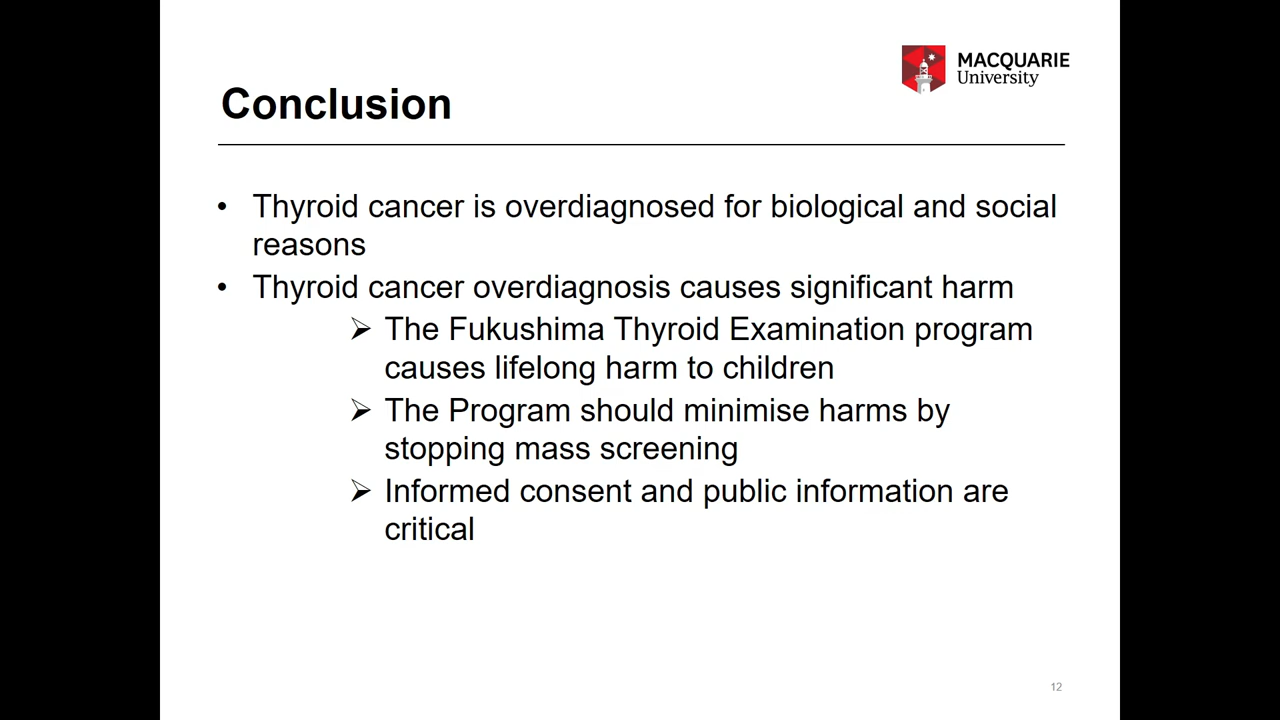 MACQUARIE
University
Conclusion
• Thyroid cancer is overdiagnosed for biological and social
reasons
• Thyroid cancer overdiagnosis causes significant harm
➢ The Fukushima Thyroid Examination program
causes lifelong harm to children
➢ The Program should minimise harms by
stopping mass screening
➢ Informed consent and public information are
critical
12